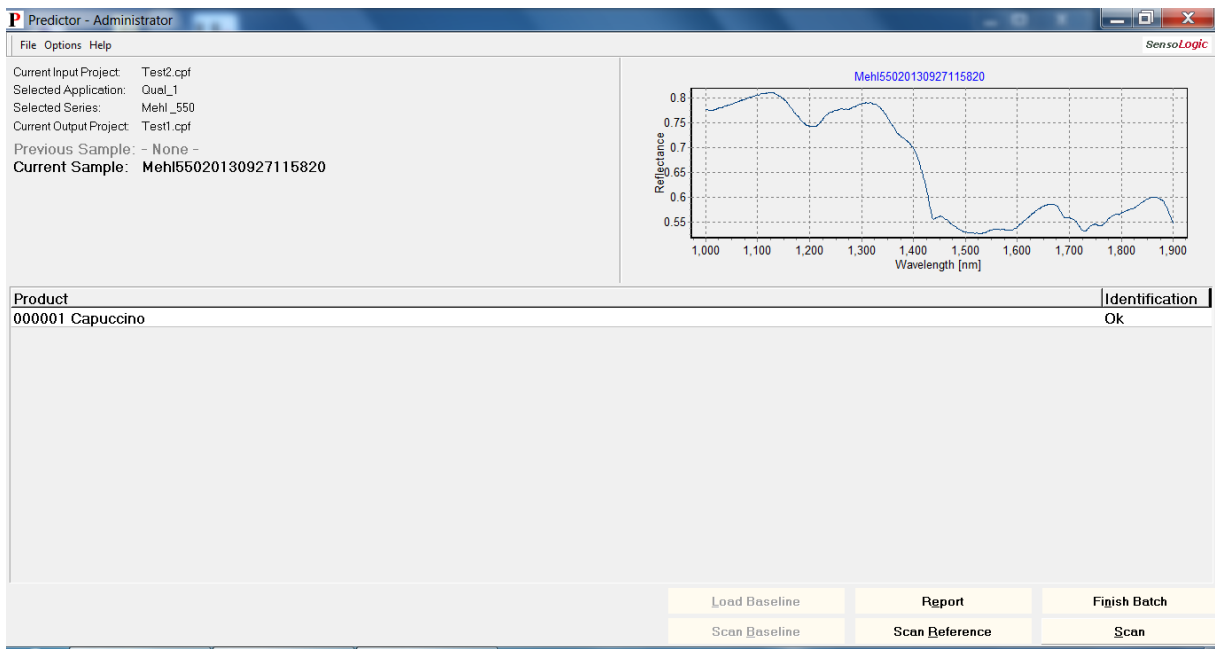 P Predictor - Administrator
File Options Help
SensoLogic
Current Input Project: Test2.cpf
Selected Application: Qual_1
Selected Series: Mehl _550
Current Output Project: Test1.cpf
Previous Sample: - None -
Current Sample: Mehl55020130927115820
Mehl55020130927115820
Reflectance
0.8
0.75
0.7
0.65
0.6
0.55
1,000 1,100 1,200 1,300 1,400 1,500 1,600 1,700 1,800 1,900
Wavelength [nm]
Product Identification
000001 Capuccino Ok
Load Baseline Report Finish Batch
Scan Baseline Scan Reference Scan